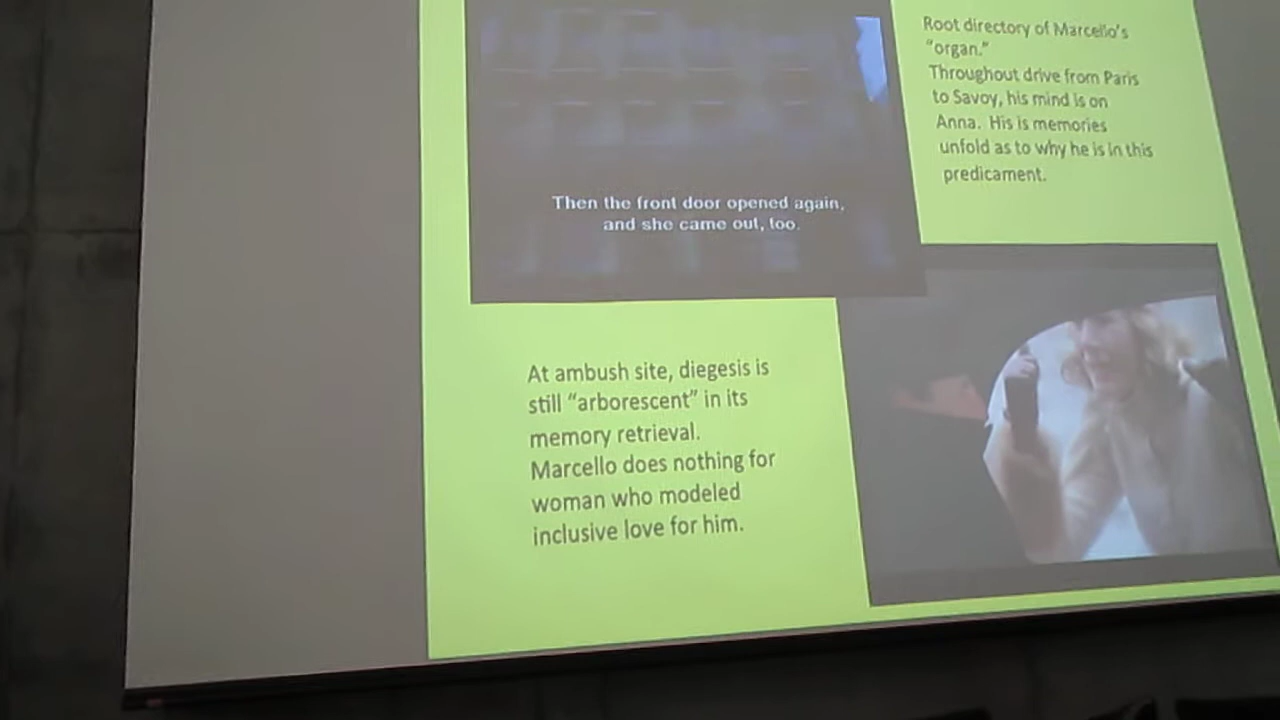 Root directory of Marcello's
"organ."
Throughout drive from Paris
to Savoy, his mind is on
Anna. His is memories
unfold as to why he is in this
predicament.
Then the front door opened again,
and she came out, too.
At ambush site, diegesis is
still "arborescent" in its
memory retrieval.
Marcello does nothing for
woman who modeled
inclusive love for him.